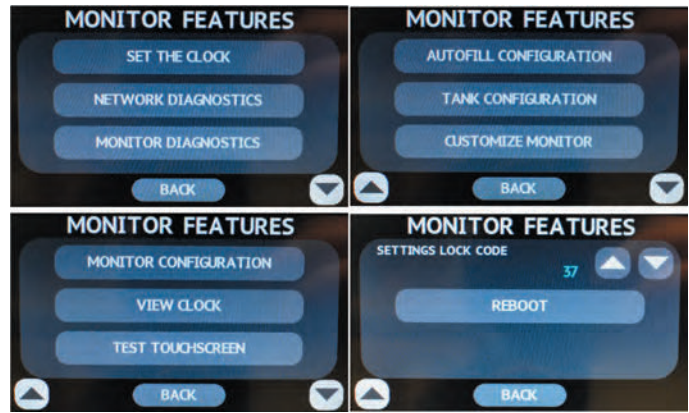 MONITOR FEATURES
SET THE CLOCK
NETWORK DIAGNOSTICS
MONITOR DIAGNOSTICS
BACK
MONITOR FEATURES
AUTOFILL CONFIGURATION
TANK CONFIGURATION
CUSTOMIZE MONITOR
BACK
MONITOR FEATURES
MONITOR CONFIGURATION
VIEW CLOCK
TEST TOUCHSCREEN
BACK
MONITOR FEATURES
SETTINGS LOCK CODE
37
REBOOT
BACK